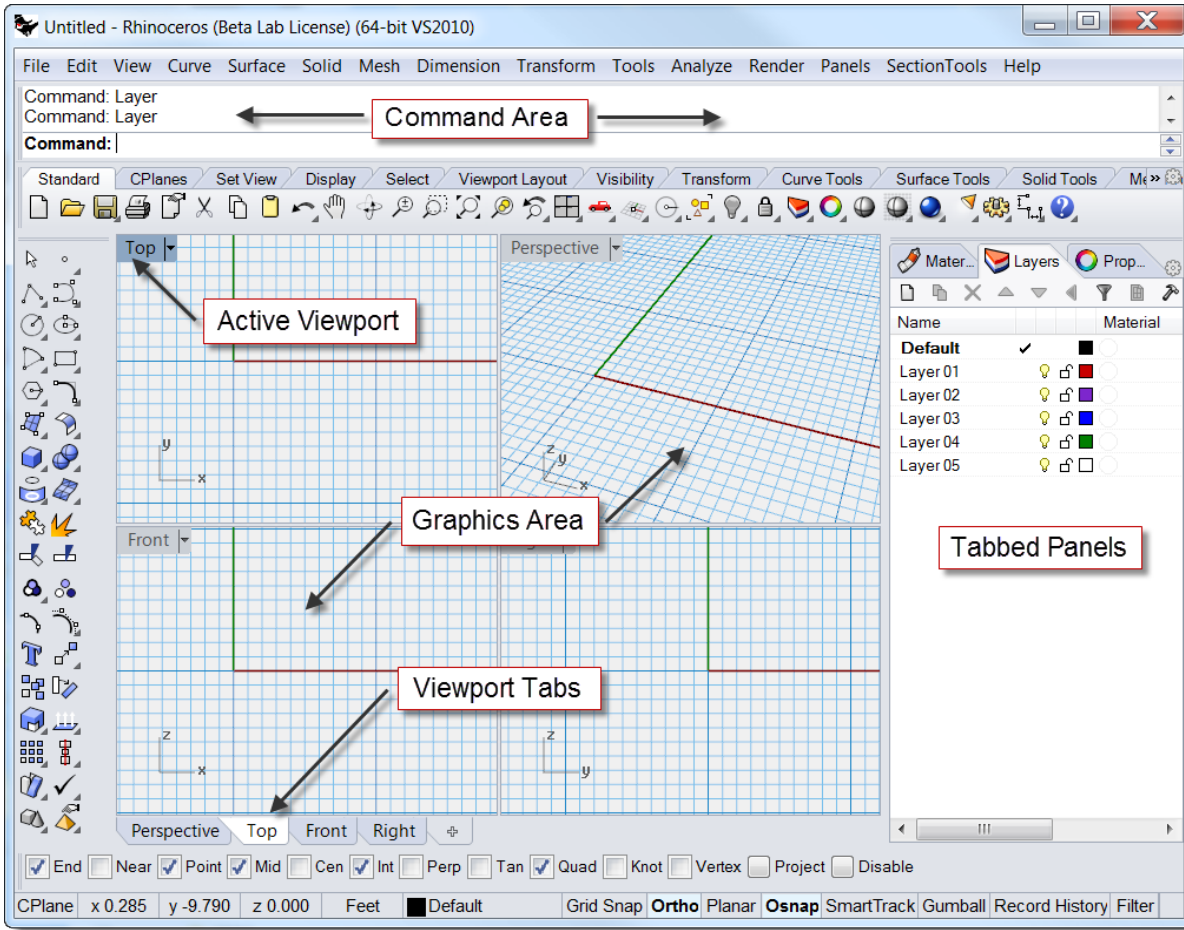 Untitled - Rhinoceros (Beta Lab License) (64-bit VS2010)
File Edit View Curve Surface Solid Mesh Dimension Transform Tools Analyze Render Panels SectionTools Help
Command: Layer
Command: Layer
Command Area
Command:
Standard CPlanes Set View Display Select Viewport Layout Visibility Transform Curve Tools Surface Tools Solid Tools
Top
Perspective
Mater... Layers Prop...
Active Viewport
Name Material
Default
Layer 01
Layer 02
Layer 03
Layer 04
Layer 05
y
x
z
y
x
Graphics Area
Front
Tabbed Panels
Viewport Tabs
z
x
z
y
Perspective Top Front Right
End Near Point Mid Cen Int Perp Tan Quad Knot Vertex Project Disable
CPlane x 0.285 y -9.790 z 0.000 Feet Default Grid Snap Ortho Planar Osnap SmartTrack Gumball Record History Filter